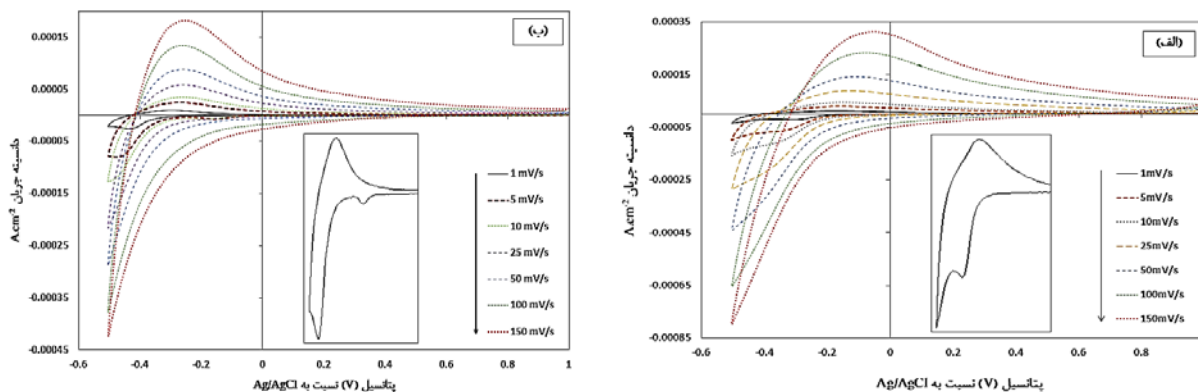 (الف)
0.00035
0.00015
-0.00005
-0.00025
-0.00045
-0.00065
-0.00085
دانسیته جریان A.cm-2
-0.6
-0.4
-0.2
0
0.2
0.4
0.6
0.8
پتانسیل (V) نسبت به Ag/AgCl
1mV/s
5mV/s
10mV/s
25mV/s
50mV/s
100mV/s
150mV/s
(ب)
0.00015
0.00005
-0.00005
-0.00015
-0.00025
-0.00035
-0.00045
دانسیته جریان A.cm-2
-0.6
-0.4
-0.2
0
0.2
0.4
0.6
0.8
1
پتانسیل (V) نسبت به Ag/AgCl
1 mV/s
5 mV/s
10 mV/s
25 mV/s
50 mV/s
100 mV/s
150 mV/s